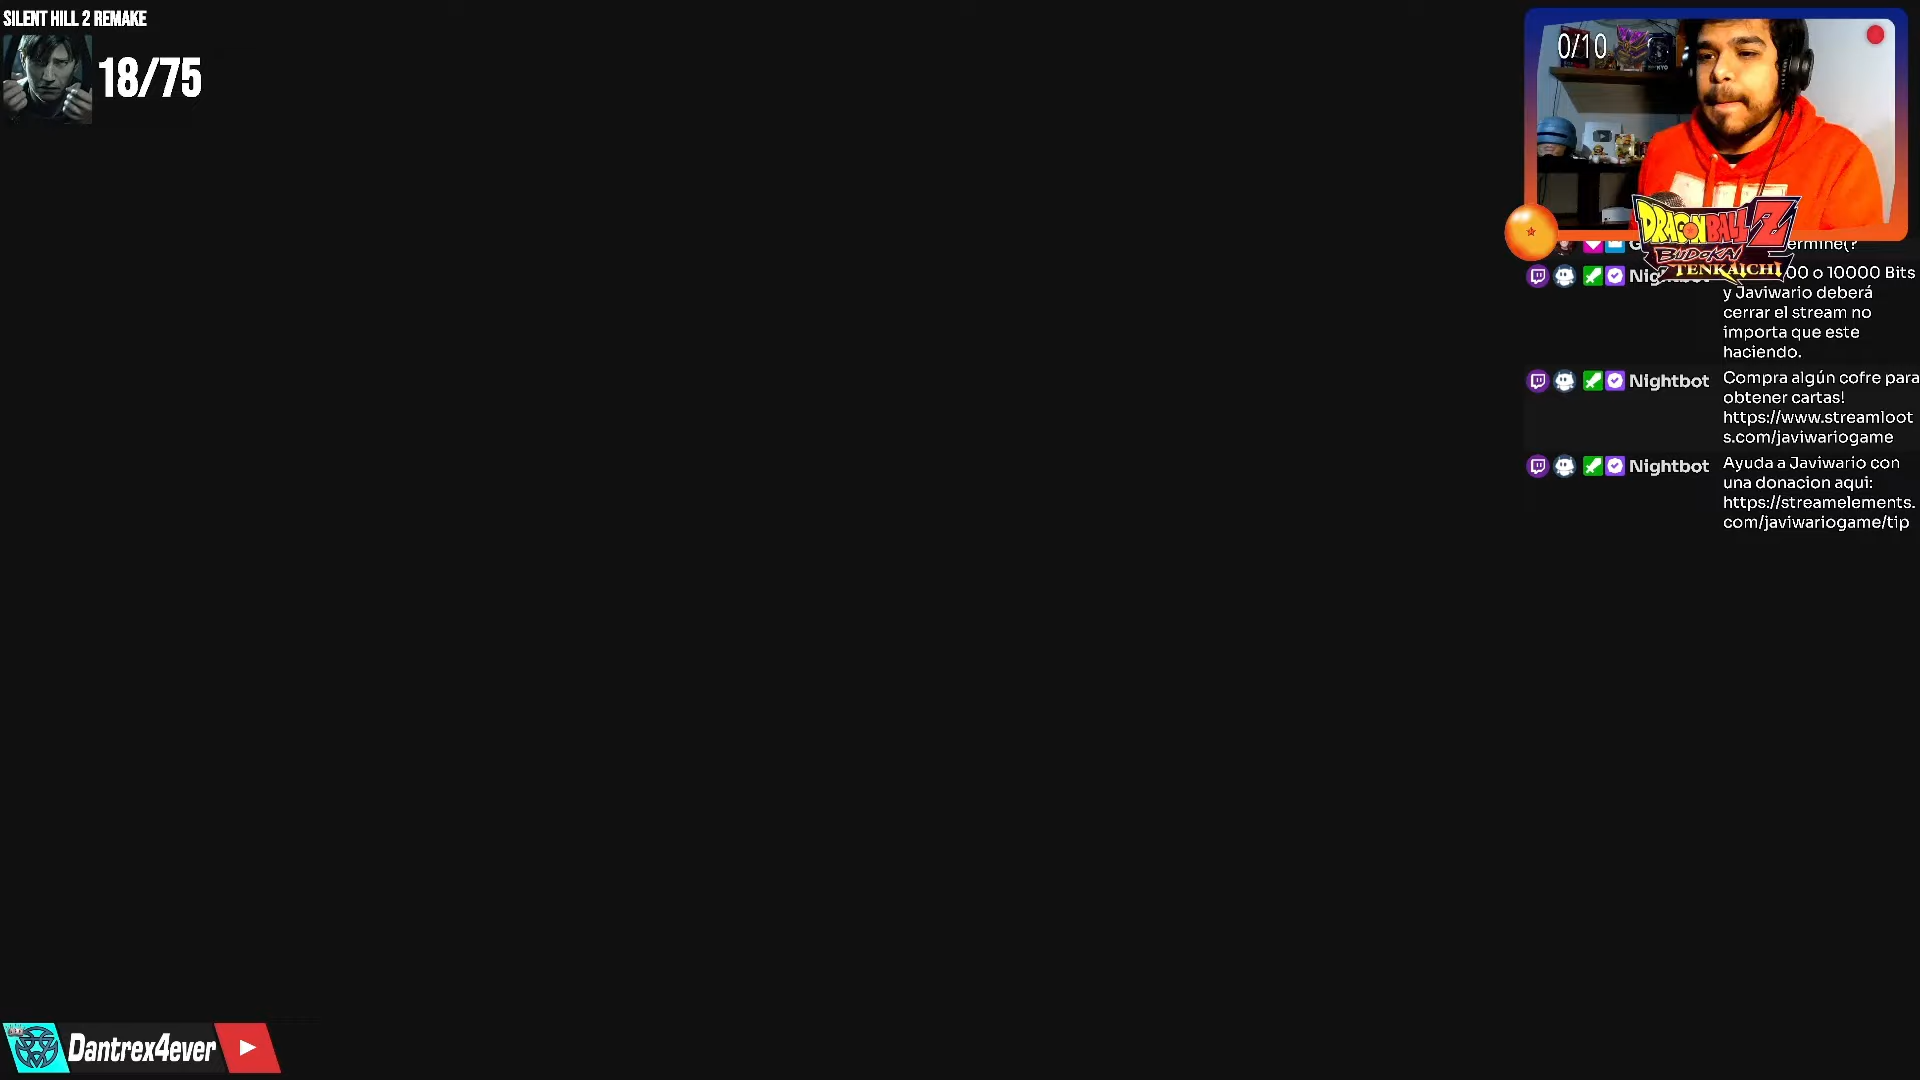 SILENT HILL 2 REMAKE
18/75
0/10
DRAGON BALL Z
BUDOKAI
TENKAICHI
ermine(?
00 o 10000 Bits
y Javiwario deberá
cerrar el stream no
importa que este
haciendo.
Nightbot
Compra algún cofre para
obtener cartas!
https://www.streamloot
s.com/javiwariogame
Nightbot
Ayuda a Javiwario con
una donacion aqui:
https://streamelements.
com/javiwariogame/tip
Dantrex4ever